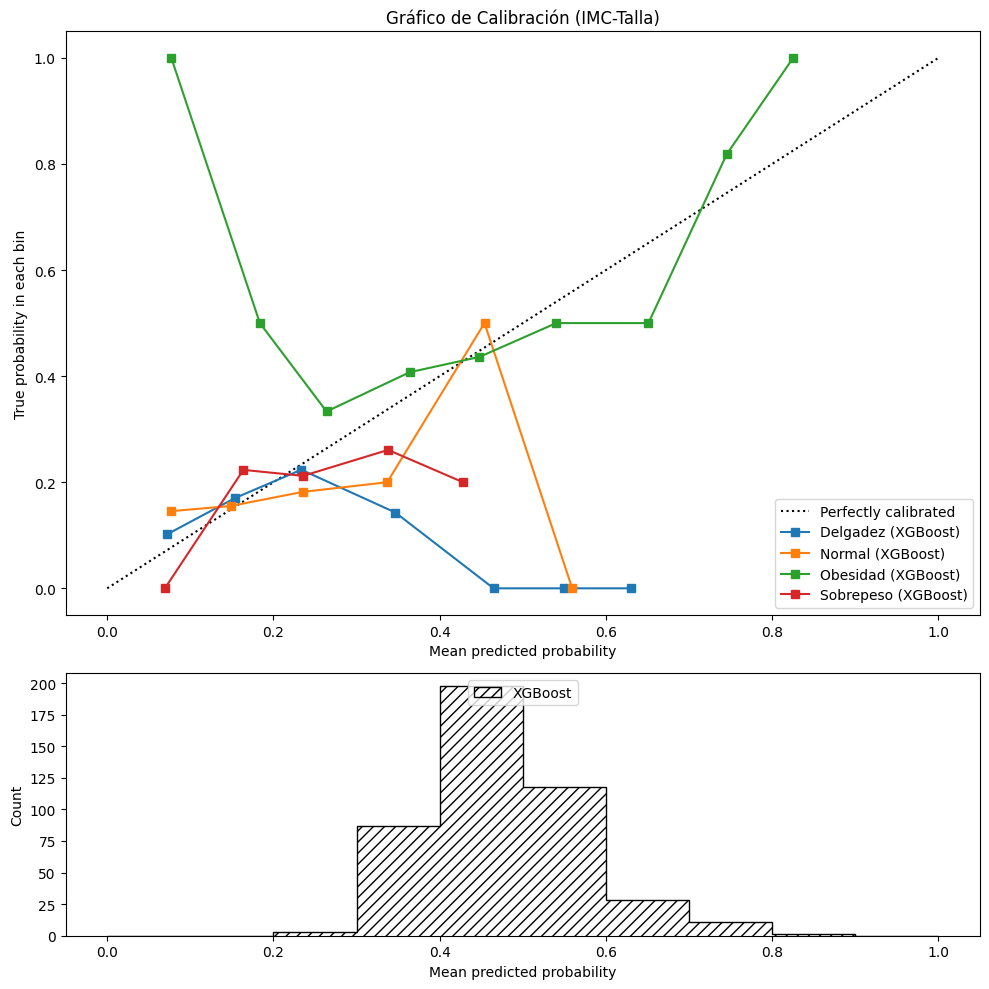 Gráfico de Calibración (IMC-Talla)
1.0
0.8
0.6
0.4
0.2
0.0
True probability in each bin
Perfectly calibrated
Delgadez (XGBoost)
Normal (XGBoost)
Obesidad (XGBoost)
Sobrepeso (XGBoost)
0.0 0.2 0.4 0.6 0.8 1.0
Mean predicted probability
XGBoost
200
175
150
125
100
75
50
25
0
Count
0.0 0.2 0.4 0.6 0.8 1.0
Mean predicted probability